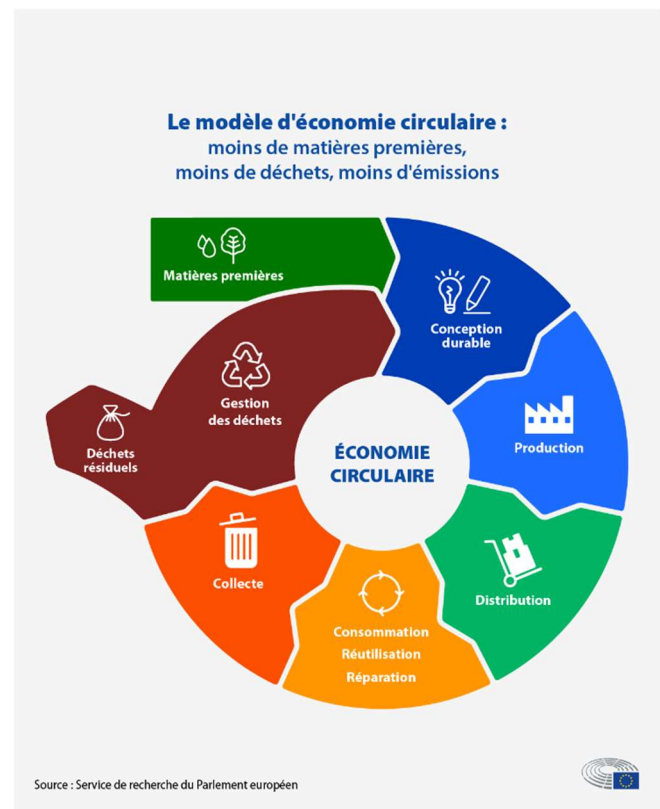 Le modèle d'économie circulaire :
moins de matières premières,
moins de déchets, moins d'émissions
Matières premières
Conception
durable
Production
Distribution
Consommation
Réutilisation
Réparation
Collecte
Gestion
des déchets
Déchets
résiduels
ÉCONOMIE
CIRCULAIRE
Source : Service de recherche du Parlement européen